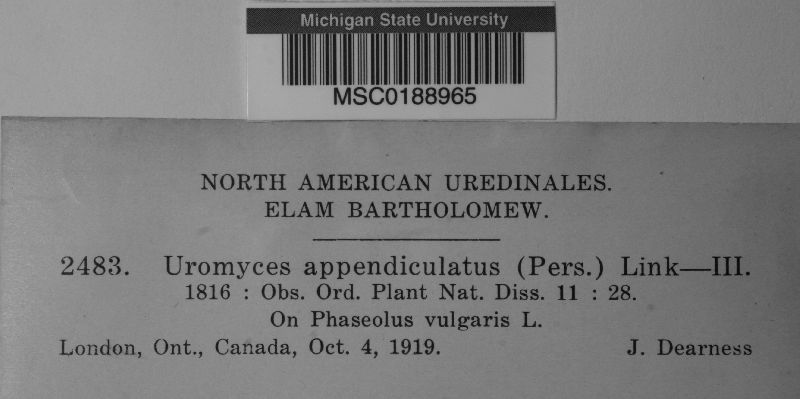 Michigan State University
MSC0188965
NORTH AMERICAN UREDINALES.
ELAM BARTHOLOMEW.
2483. Uromyces appendiculatus (Pers.) Link—III.
1816 : Obs. Ord. Plant Nat. Diss. 11 : 28.
On Phaseolus vulgaris L.
London, Ont., Canada, Oct. 4, 1919. J. Dearness